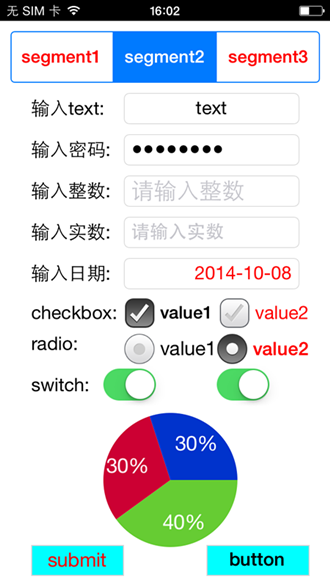 无 SIM 卡 16:02
segment1 segment2 segment3
输入text: text
输入密码: ●●●●●●●●
输入整数: 请输入整数
输入实数: 请输入实数
输入日期: 2014-10-08
checkbox: value1 value2
radio: value1 value2
switch:
30%
30%
40%
submit button